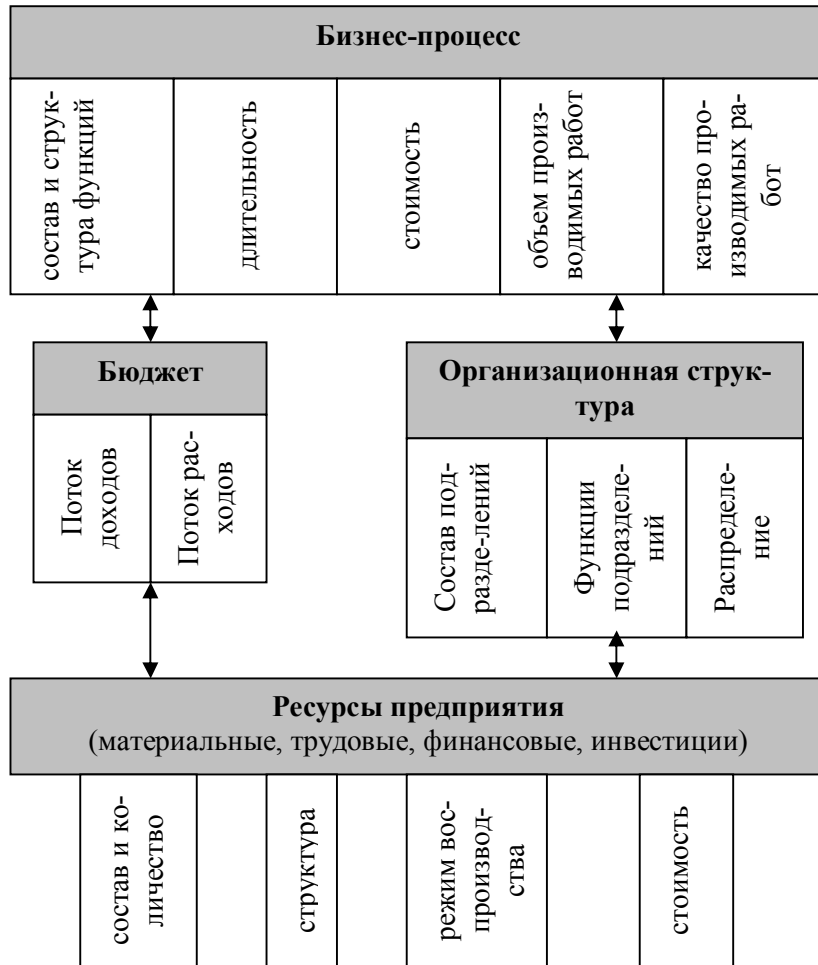 Бизнес-процесс
состав и струк-
тура функций
длительность
стоимость
объем произ-
водимых работ
качество про-
изводимых ра-
бот
Бюджет
Поток
доходов
Поток рас-
ходов
Организационная струк-
тура
Состав под-
разде-лений
Функции
подразделе-
ний
Распределе-
ние
Ресурсы предприятия
(материальные, трудовые, финансовые, инвестиции)
состав и ко-
личество
структура
режим вос-
производ-
ства
стоимость